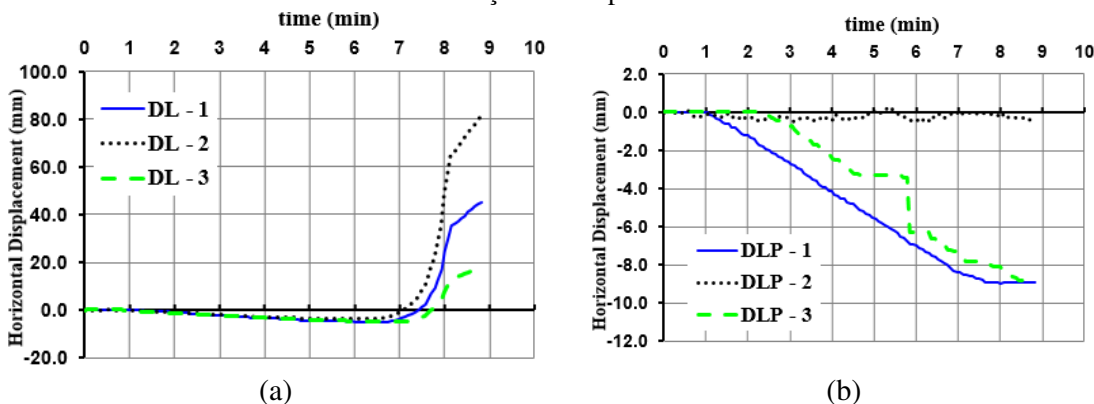 time (min)
0 1 2 3 4 5 6 7 8 9 10
Horizontal Displacement (mm)
100.0
80.0
60.0
40.0
20.0
0.0
-20.0
DL - 1
DL - 2
DL - 3
(a)
time (min)
0 1 2 3 4 5 6 7 8 9 10
Horizontal Displacement (mm)
2.0
0.0
-2.0
-4.0
-6.0
-8.0
-10.0
-12.0
DLP - 1
DLP - 2
DLP - 3
(b)